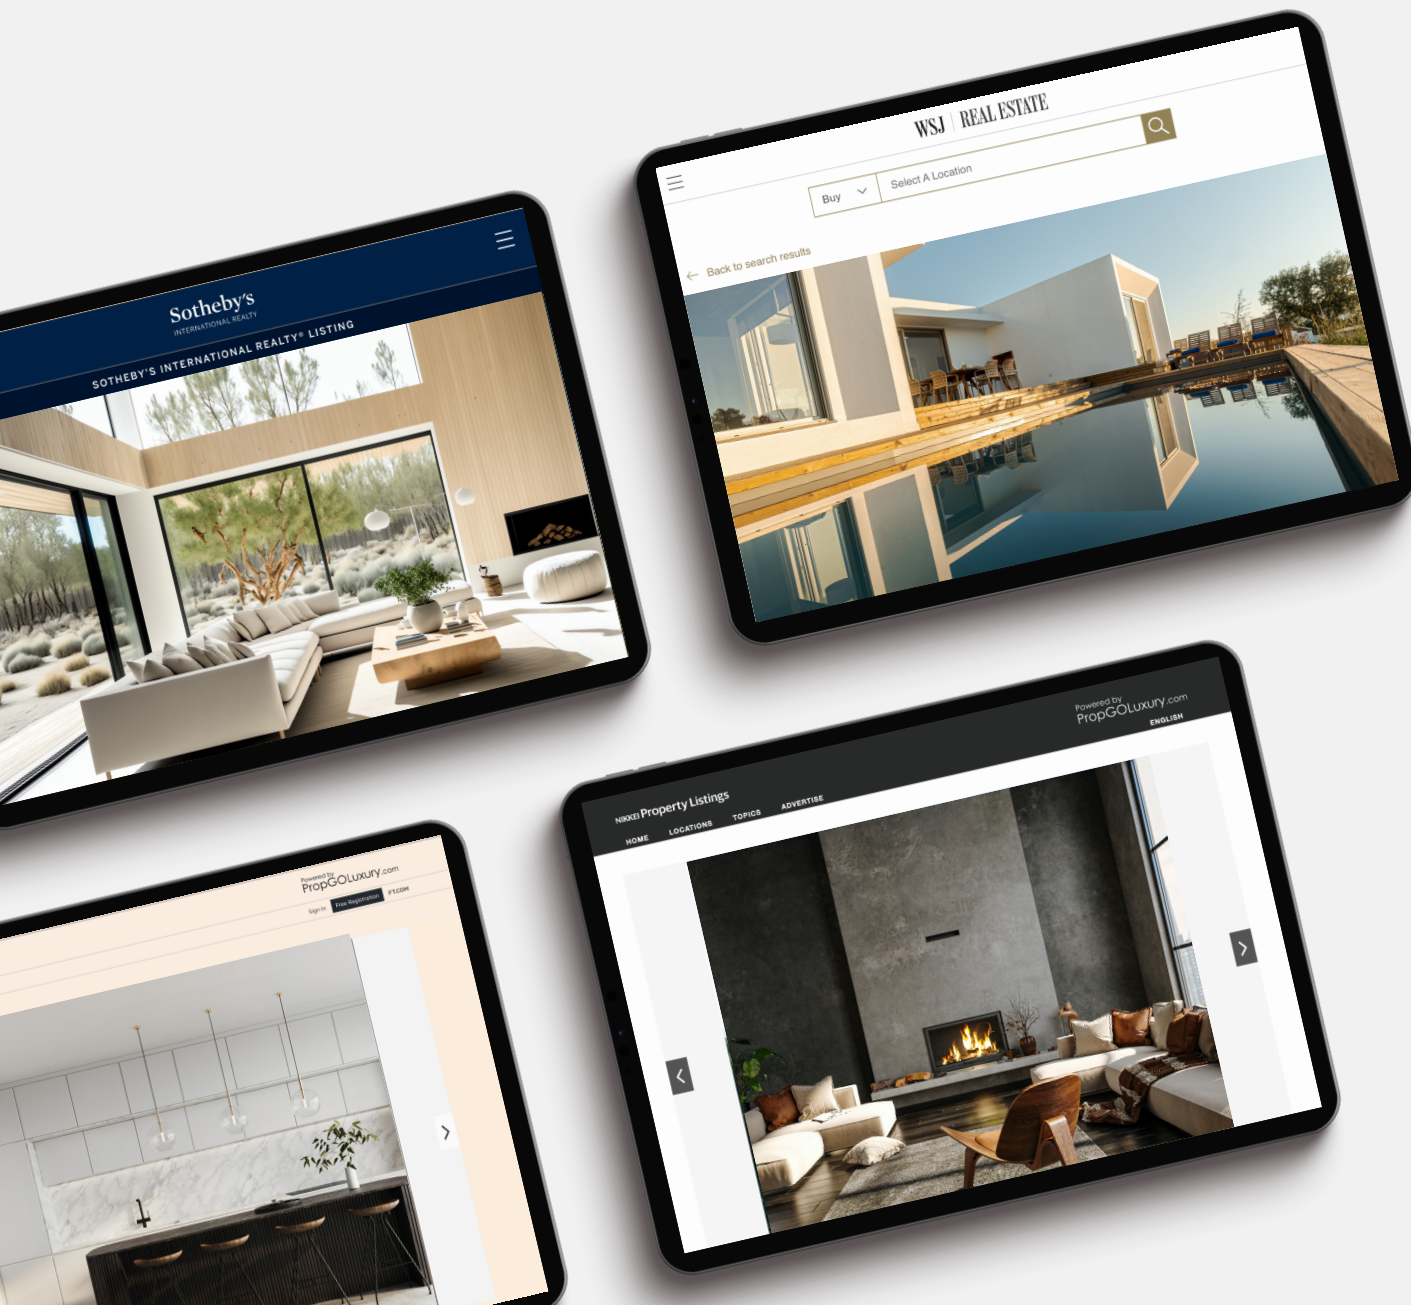 WSJ | REAL ESTATE
Buy
Select A Location
Back to search results
Sotheby's
INTERNATIONAL REALTY
SOTHEBY'S INTERNATIONAL REALTY® LISTING
Powered by
PropGOLuxury.com
ENGLISH
NIKKEI Property Listings
HOME LOCATIONS TOPICS ADVERTISE
Powered by
PropGOLuxury.com
Sign In Free Registration FT.COM